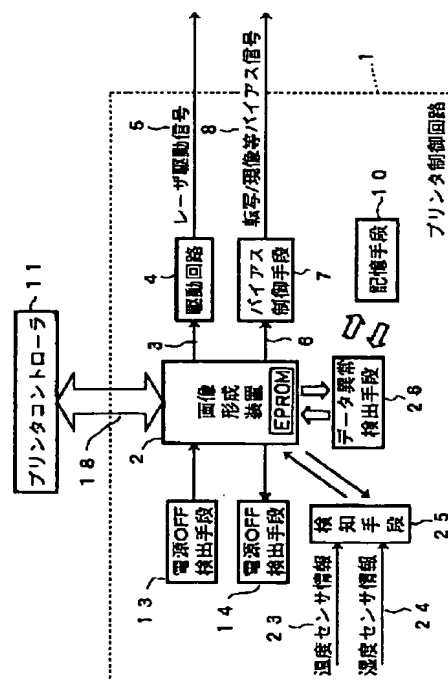 プリンタコントローラ
11
18
2
画像
形成
装置
EPROM
13
電源OFF
検出手段
14
電源OFF
検出手段
3
駆動回路
4
レーザ駆動信号
5
6
バイアス
制御手段
7
転写/現像等バイアス信号
8
1
データ異常
検出手段
26
記憶手段
10
検知手段
25
温度センサ情報
23
湿度センサ情報
24
プリンタ制御回路